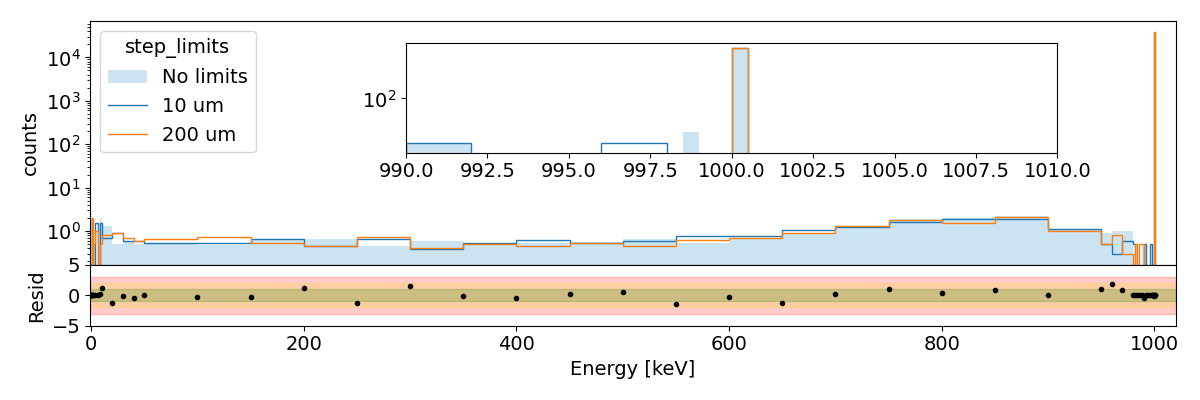 step_limits
No limits
10 um
200 um
counts
10^4
10^3
10^2
10^1
10^0
10^2
990.0 992.5 995.0 997.5 1000.0 1002.5 1005.0 1007.5 1010.0
Resid
5
0
−5
0 200 400 600 800 1000
Energy [keV]